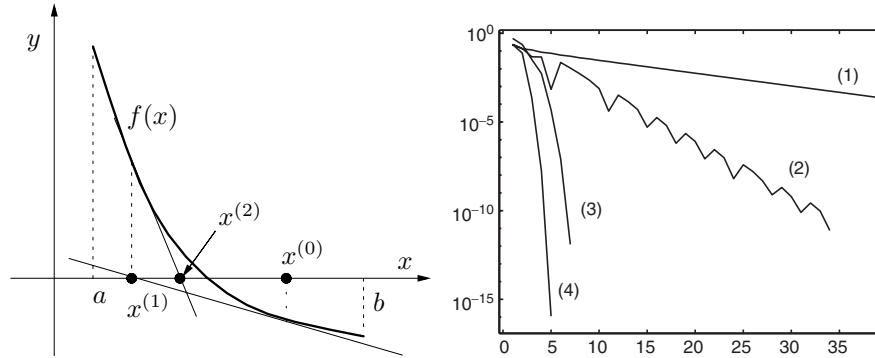 y
f(x)
x^{(2)}
x^{(0)}
x
a
x^{(1)}
b
10^0
10^{-5}
10^{-10}
10^{-15}
(1)
(2)
(3)
(4)
0 5 10 15 20 25 30 35